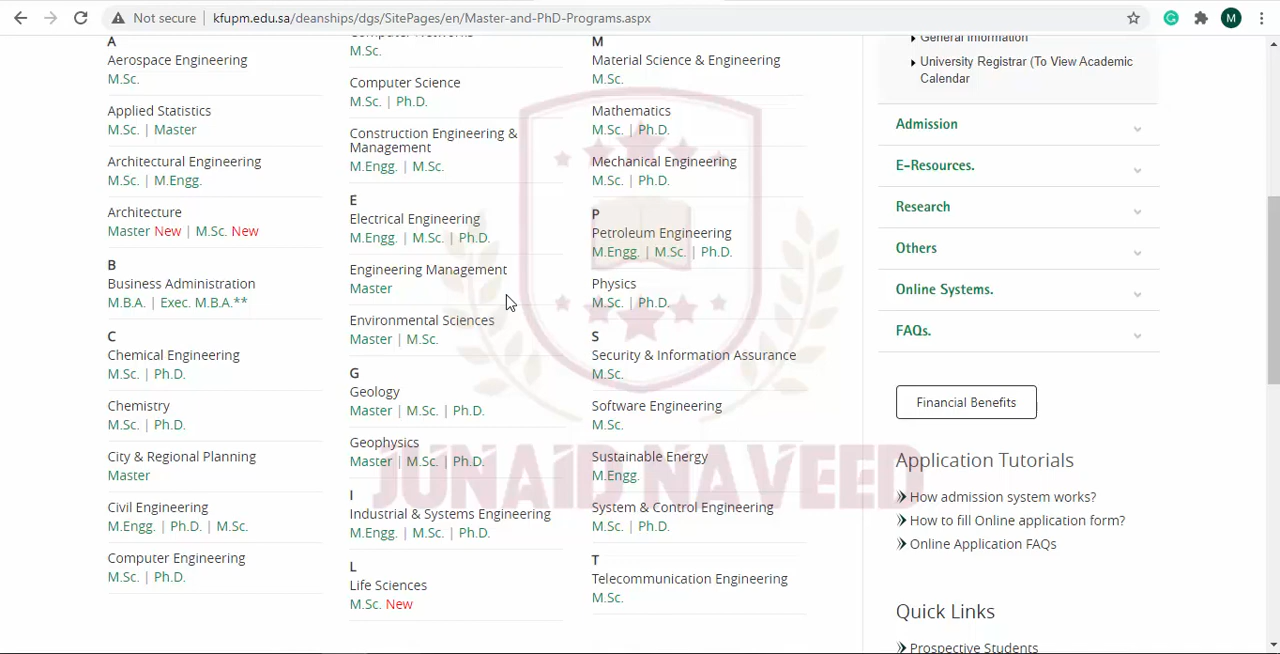 Not secure
kfupm.edu.sa/deanships/dgs/SitePages/en/Master-and-PhD-Programs.aspx
M
A
Aerospace Engineering
M.Sc.
Applied Statistics
M.Sc. | Master
Architectural Engineering
M.Sc. | M.Engg.
Architecture
Master New | M.Sc. New
B
Business Administration
M.B.A. | Exec. M.B.A.**
C
Chemical Engineering
M.Sc. | Ph.D.
Chemistry
M.Sc. | Ph.D.
City & Regional Planning
Master
Civil Engineering
M.Engg. | Ph.D. | M.Sc.
Computer Engineering
M.Sc. | Ph.D.
Computer Networks
M.Sc.
Computer Science
M.Sc. | Ph.D.
Construction Engineering &
Management
M.Engg. | M.Sc.
E
Electrical Engineering
M.Engg. | M.Sc. | Ph.D.
Engineering Management
Master
Environmental Sciences
Master | M.Sc.
G
Geology
Master | M.Sc. | Ph.D.
Geophysics
Master | M.Sc. | Ph.D.
I
Industrial & Systems Engineering
M.Engg. | M.Sc. | Ph.D.
L
Life Sciences
M.Sc. New
M
Material Science & Engineering
M.Sc.
Mathematics
M.Sc. | Ph.D.
Mechanical Engineering
M.Sc. | Ph.D.
P
Petroleum Engineering
M.Engg. | M.Sc. | Ph.D.
Physics
M.Sc. | Ph.D.
S
Security & Information Assurance
M.Sc.
Software Engineering
M.Sc.
Sustainable Energy
M.Engg.
System & Control Engineering
M.Sc. | Ph.D.
T
Telecommunication Engineering
M.Sc.
General Information
University Registrar (To View Academic
Calendar
Admission
E-Resources.
Research
Others
Online Systems.
FAQs.
Financial Benefits
Application Tutorials
How admission system works?
How to fill Online application form?
Online Application FAQs
Quick Links
Prospective Students
JUNAID NAVEED